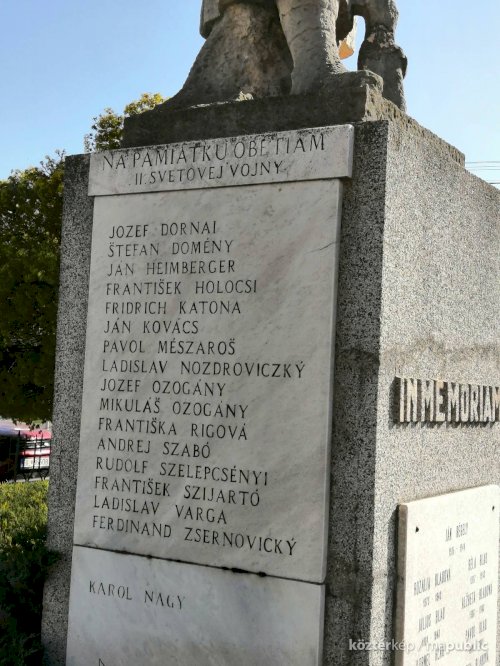 NA PAMIATKU OBETIAM
II. SVETOVEJ VOJNY
JOZEF DORNAI
ŠTEFAN DOMÉNY
JÁN HEIMBERGER
FRANTIŠEK HOLOCSI
FRIDRICH KATONA
JÁN KOVÁCS
PAVOL MÉSZAROŠ
LADISLAV NOZDROVICZKÝ
JOZEF OZOGÁNY
MIKULÁŠ OZOGÁNY
FRANTIŠKA RIGOVÁ
ANDREJ SZABÓ
RUDOLF SZELEPCSÉNYI
FRANTIŠEK SZIJÁRTÓ
LADISLAV VARGA
FERDINAND ZSERNOVICKÝ
KAROL NAGY
IN MEMORIAM
JÁN
köztérkép / mapublic